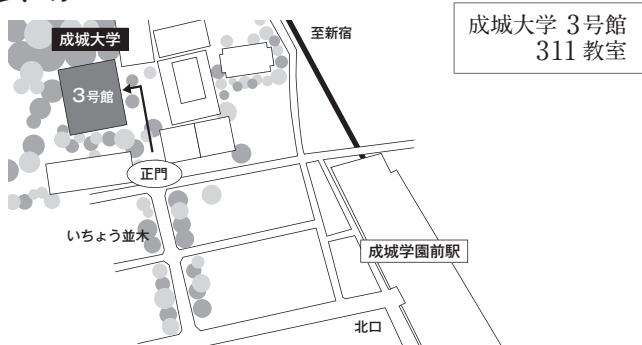 成城大学 3号館
311 教室
成城大学
至新宿
3号館
正門
いちょう並木
成城学園前駅
北口